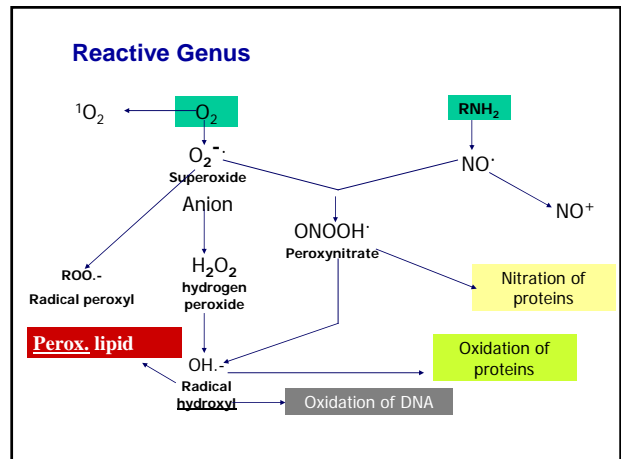 Reactive Genus
¹O₂
O₂
RNH₂
O₂⁻·
Superoxide
Anion
NO·
NO⁺
ONOOH·
Peroxynitrate
ROO.-
Radical peroxyl
H₂O₂
hydrogen
peroxide
Nitration of
proteins
Perox. lipid
OH.-
Radical
hydroxyl
Oxidation of
proteins
Oxidation of DNA